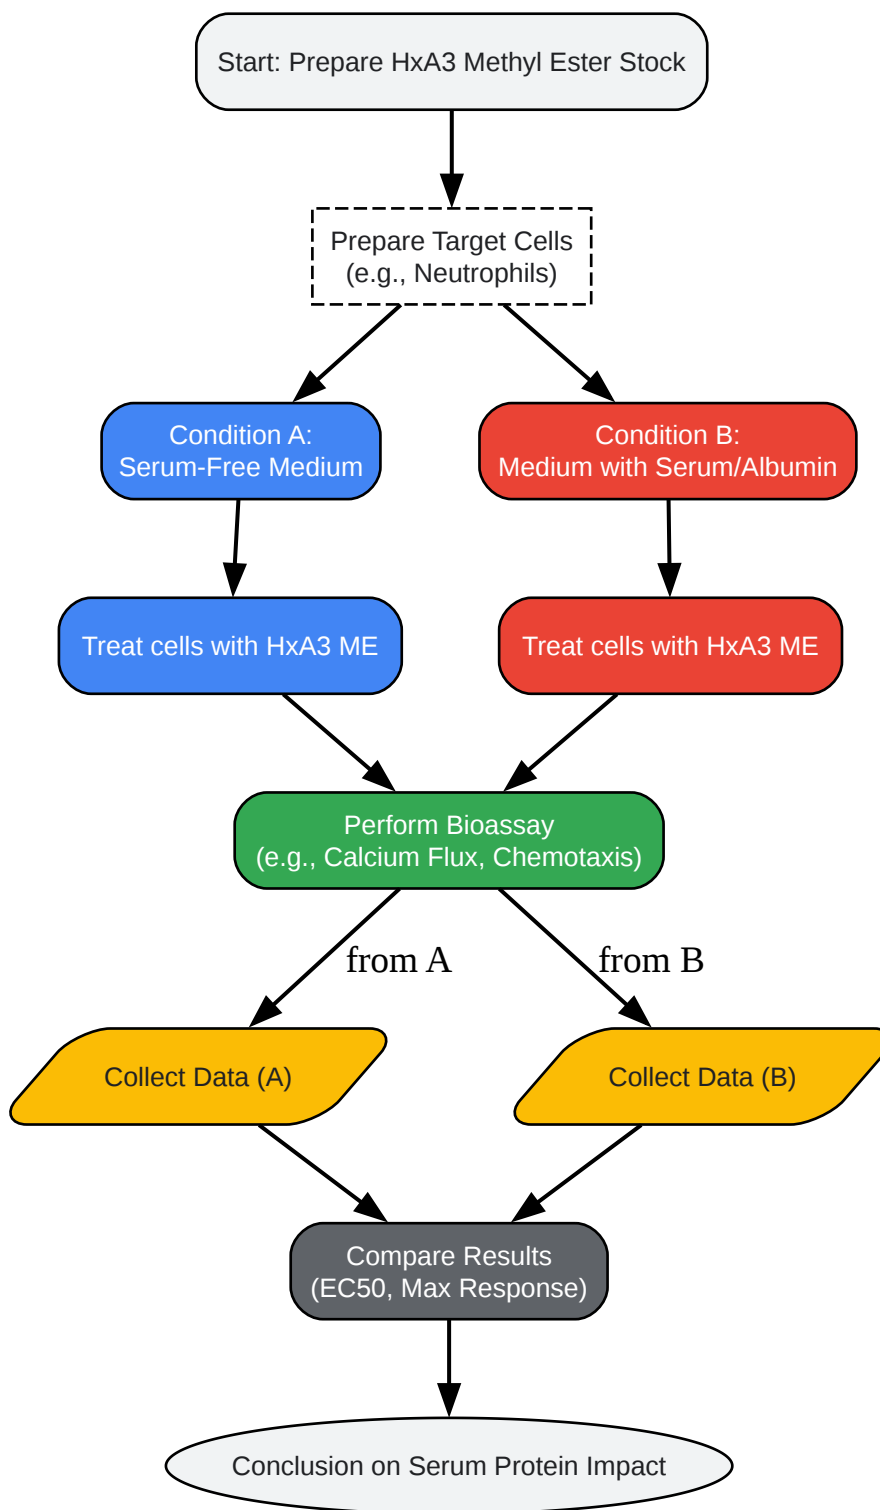 Start: Prepare HxA3 Methyl Ester Stock
Prepare Target Cells
(e.g., Neutrophils)
Condition A:
Serum-Free Medium
Condition B:
Medium with Serum/Albumin
Treat cells with HxA3 ME
Treat cells with HxA3 ME
Perform Bioassay
(e.g., Calcium Flux, Chemotaxis)
from A
from B
Collect Data (A)
Collect Data (B)
Compare Results
(EC50, Max Response)
Conclusion on Serum Protein Impact